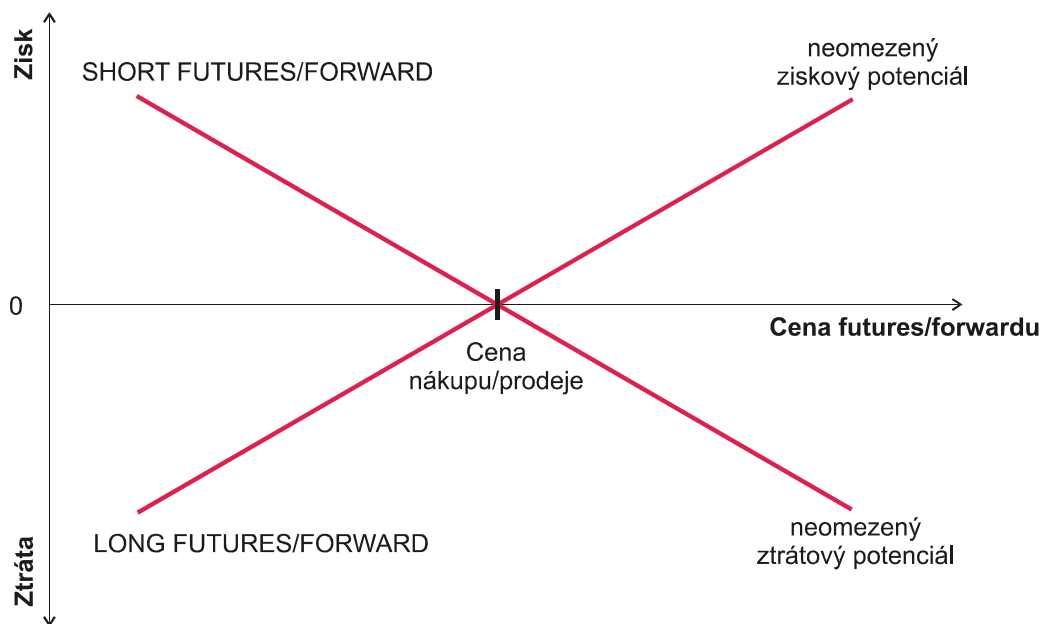 Zisk
SHORT FUTURES/FORWARD
neomezený
ziskový potenciál
0
Cena futures/forwardu
Cena
nákupu/prodeje
LONG FUTURES/FORWARD
neomezený
ztrátový potenciál
Ztráta